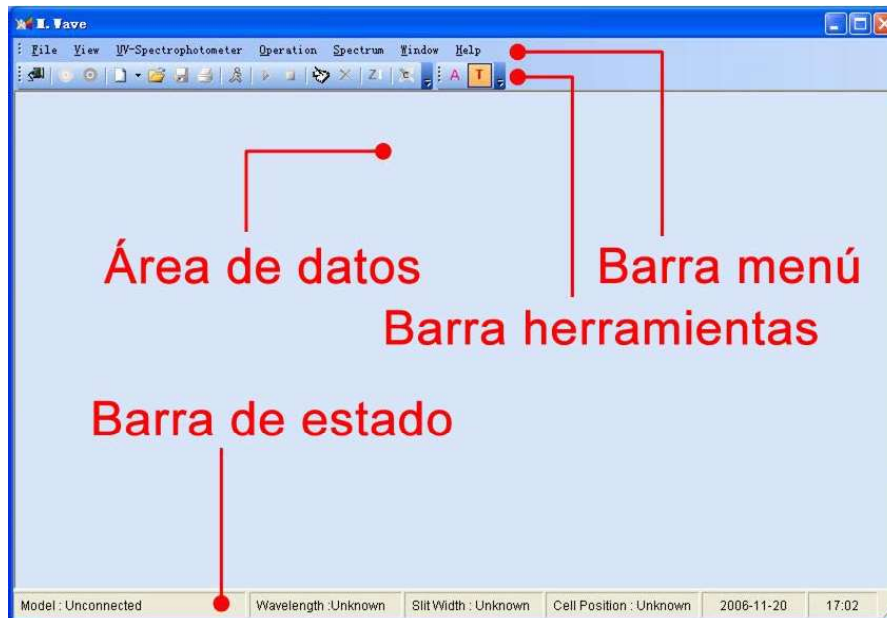 M. Wave
File View UV-Spectrophotometer Operation Spectrum Window Help
A T
Área de datos
Barra menú
Barra herramientas
Barra de estado
Model : Unconnected Wavelength :Unknown Slit Width : Unknown Cell Position : Unknown 2006-11-20 17:02